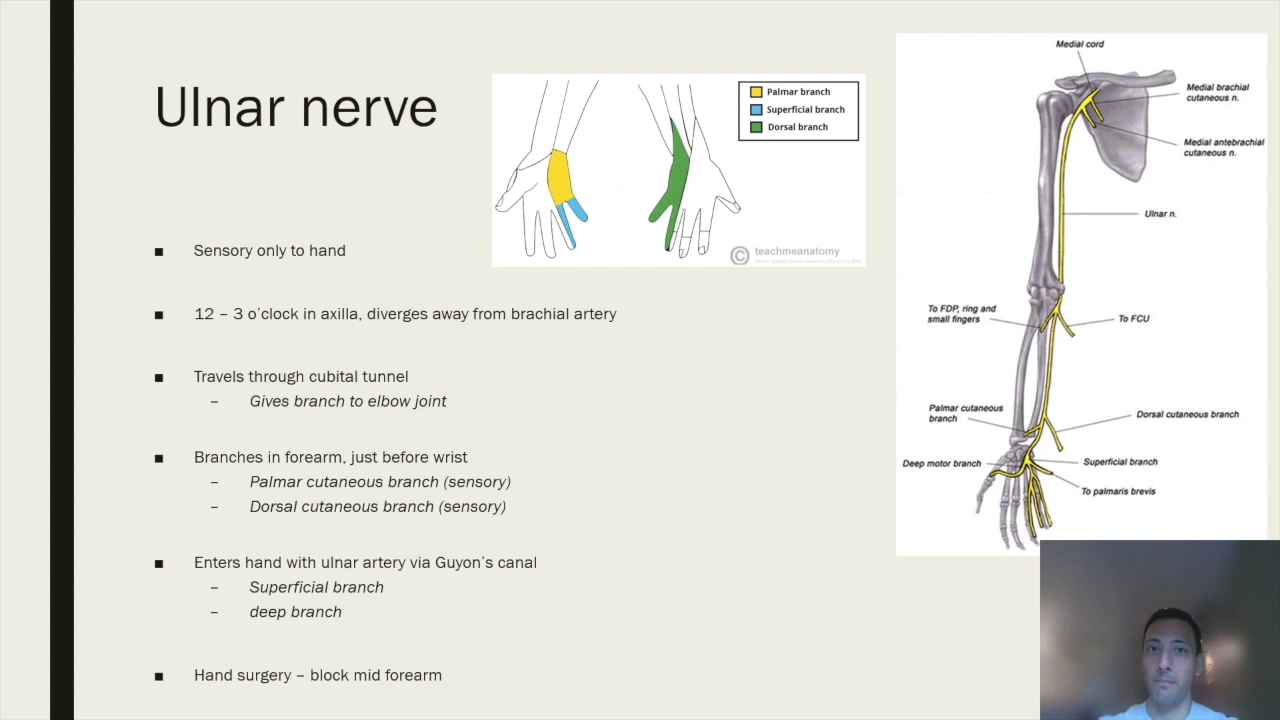 Ulnar nerve
Palmar branch
Superficial branch
Dorsal branch
© teachmeanatomy
■ Sensory only to hand
■ 12 – 3 o’clock in axilla, diverges away from brachial artery
■ Travels through cubital tunnel
– Gives branch to elbow joint
■ Branches in forearm, just before wrist
– Palmar cutaneous branch (sensory)
– Dorsal cutaneous branch (sensory)
■ Enters hand with ulnar artery via Guyon’s canal
– Superficial branch
– deep branch
■ Hand surgery – block mid forearm
Medial cord
Medial brachial
cutaneous n.
Medial antebrachial
cutaneous n.
Ulnar n.
To FDP, ring and
small fingers
To FCU
Palmar cutaneous
branch
Dorsal cutaneous branch
Deep motor branch
Superficial branch
To palmaris brevis